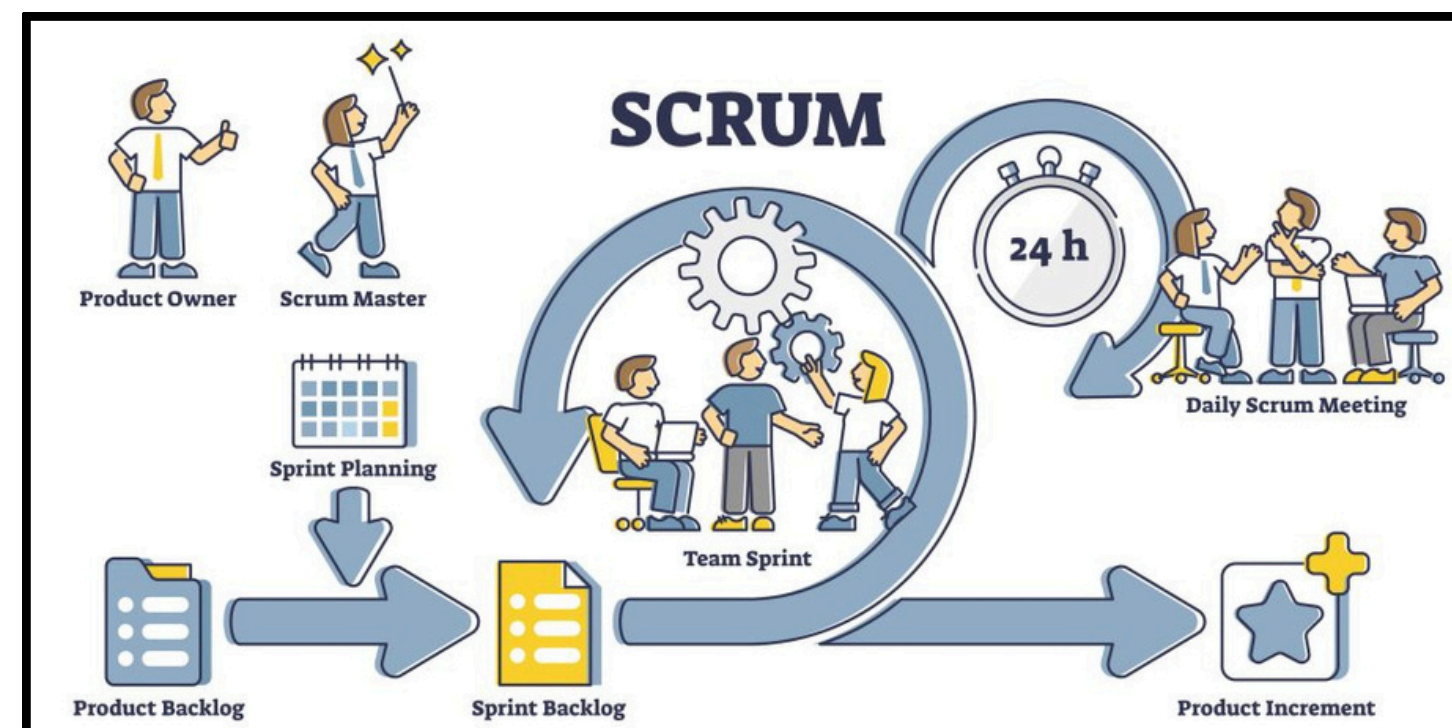 SCRUM
24 h
Product Owner
Scrum Master
Daily Scrum Meeting
Sprint Planning
Team Sprint
Product Backlog
Sprint Backlog
Product Increment